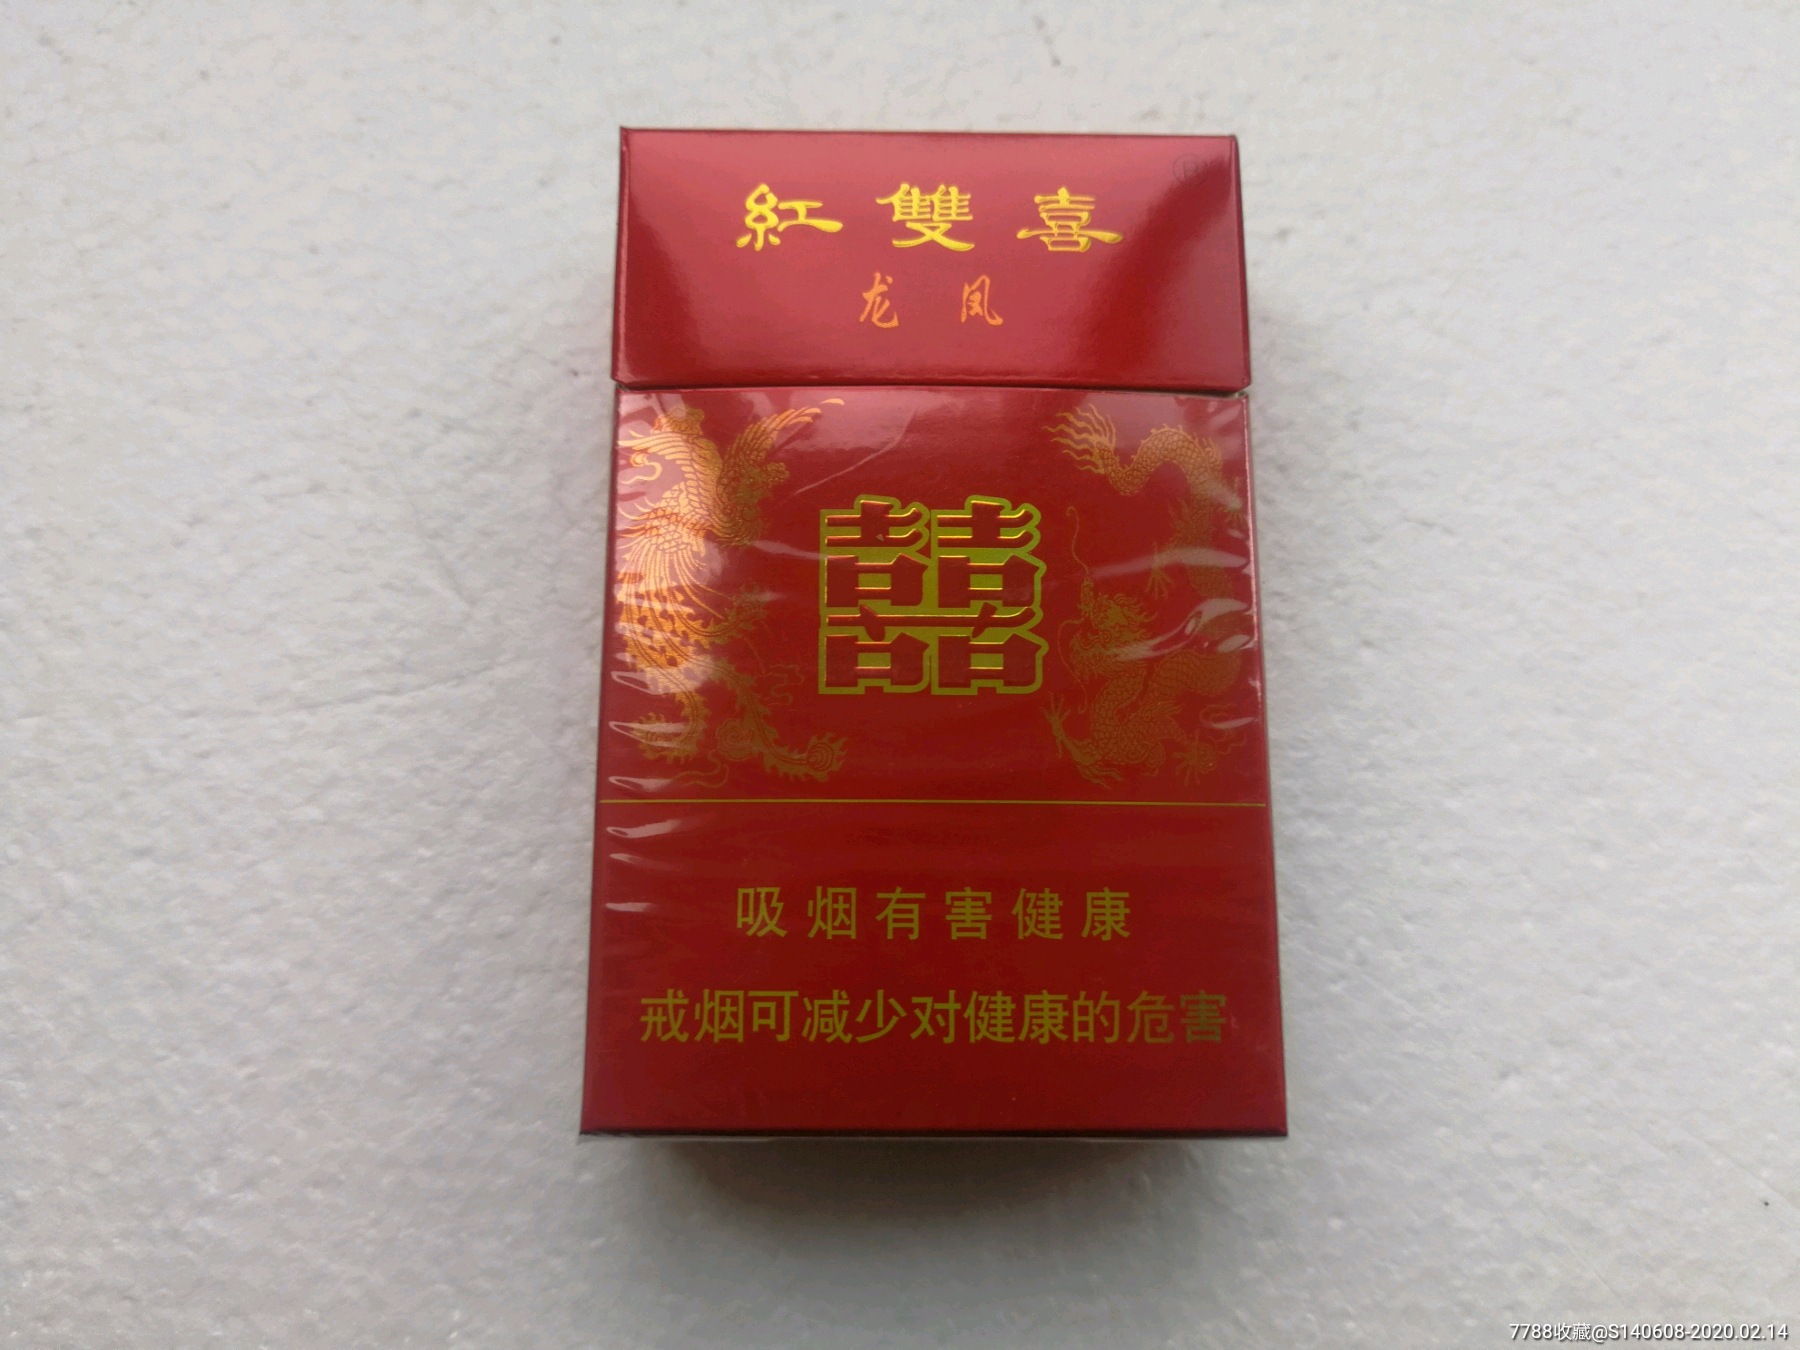 紅雙喜
®
龙凤
囍
吸烟有害健康
戒烟可减少对健康的危害
7788收藏@S140608-2020.02.14